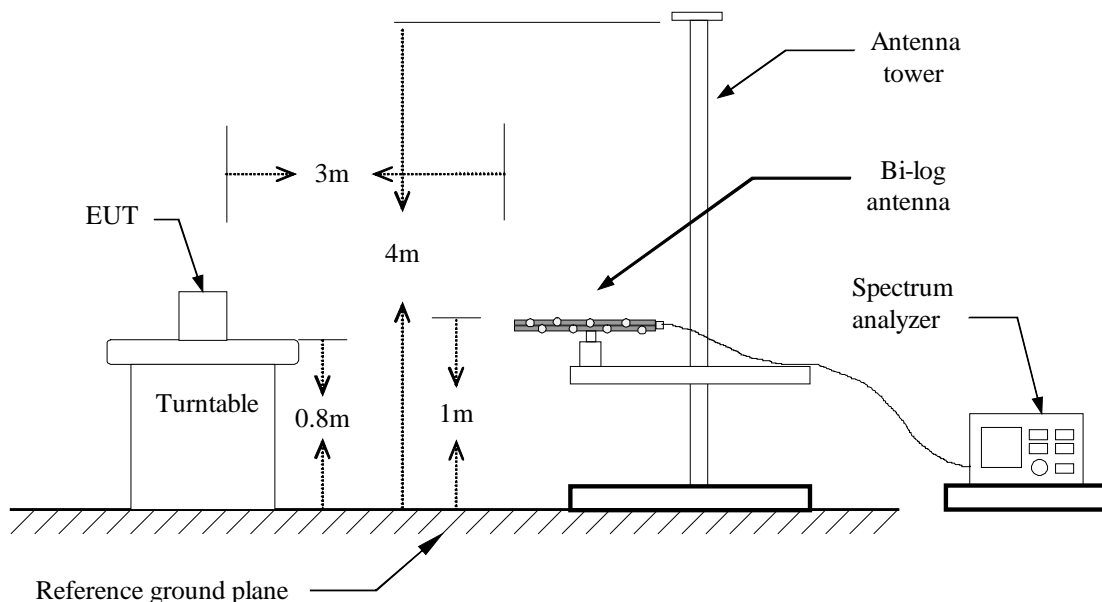 Antenna
tower
3m
Bi-log
antenna
EUT
4m
Spectrum
analyzer
Turntable
0.8m
1m
Reference ground plane